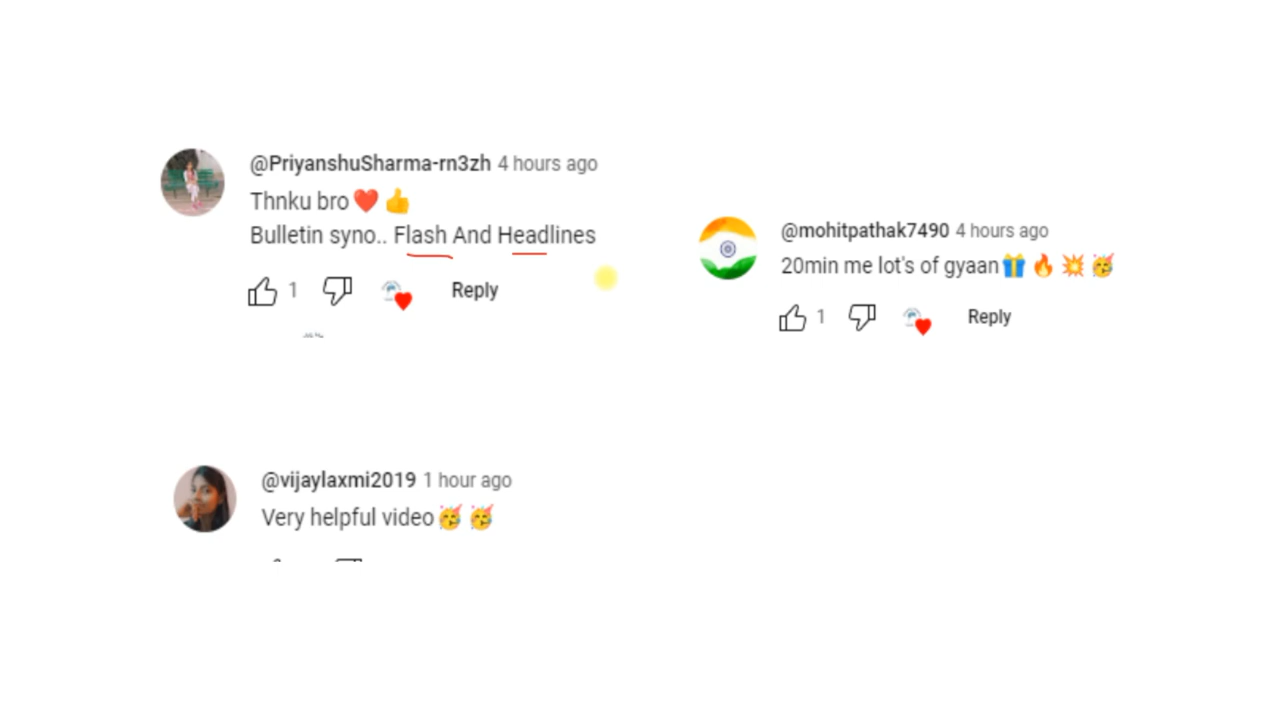 @PriyanshuSharma-rn3zh 4 hours ago
Thnku bro❤️👍
Bulletin syno.. Flash And Headlines
1 Reply
@mohitpathak7490 4 hours ago
20min me lot's of gyaan🎁🔥💥🥳
1 Reply
@vijaylaxmi2019 1 hour ago
Very helpful video🥳🥳